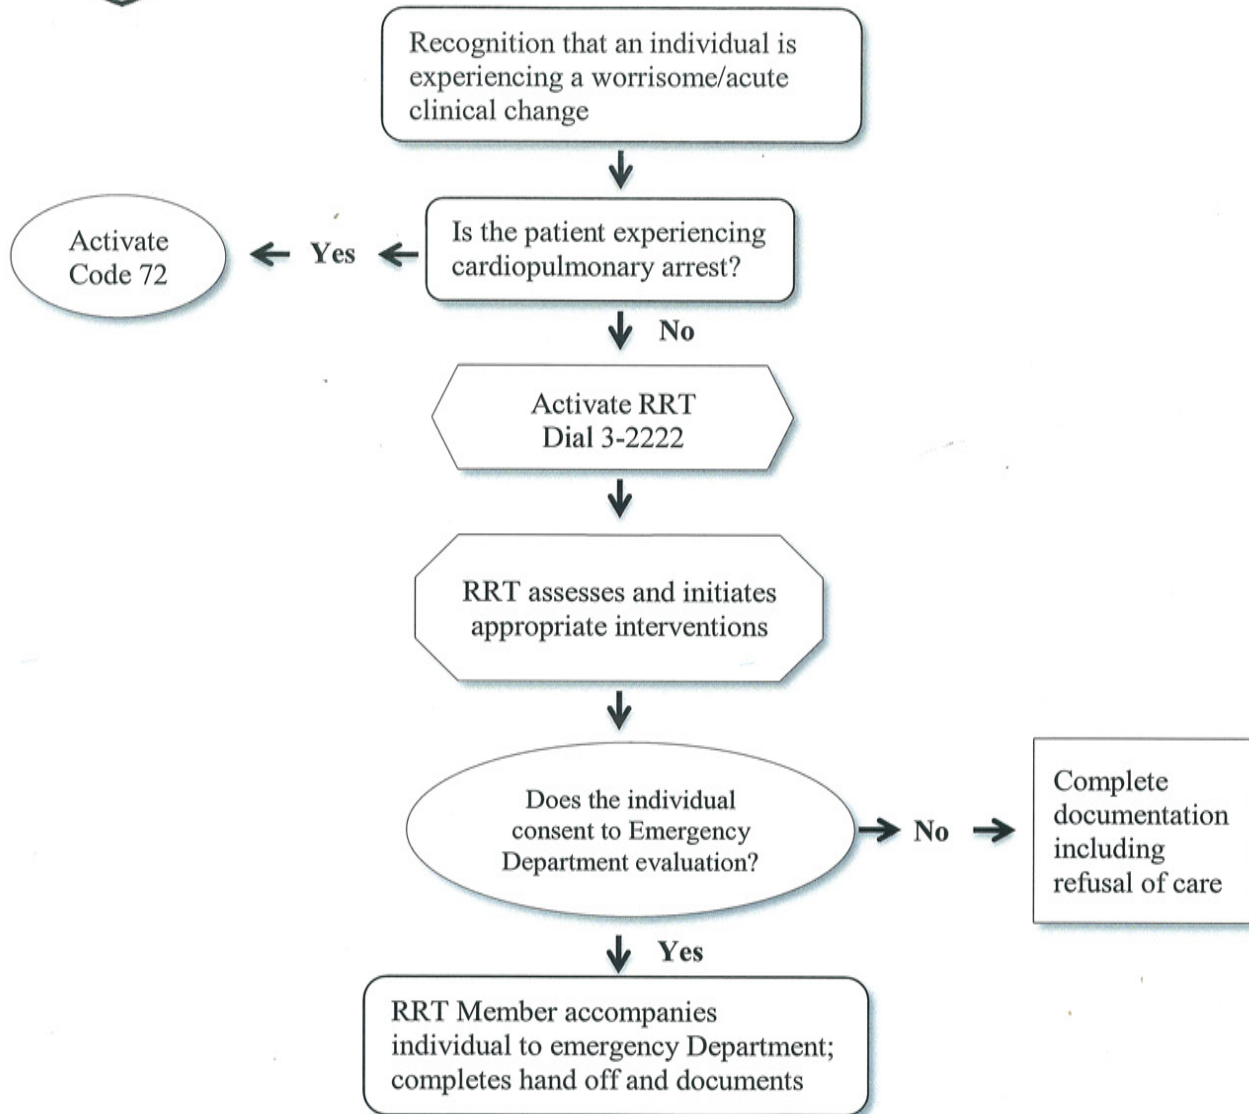 Recognition that an individual is
experiencing a worrisome/acute
clinical change
Is the patient experiencing
cardiopulmonary arrest?
Yes
Activate
Code 72
No
Activate RRT
Dial 3-2222
RRT assesses and initiates
appropriate interventions
Does the individual
consent to Emergency
Department evaluation?
No
Complete
documentation
including
refusal of care
Yes
RRT Member accompanies
individual to emergency Department;
completes hand off and documents